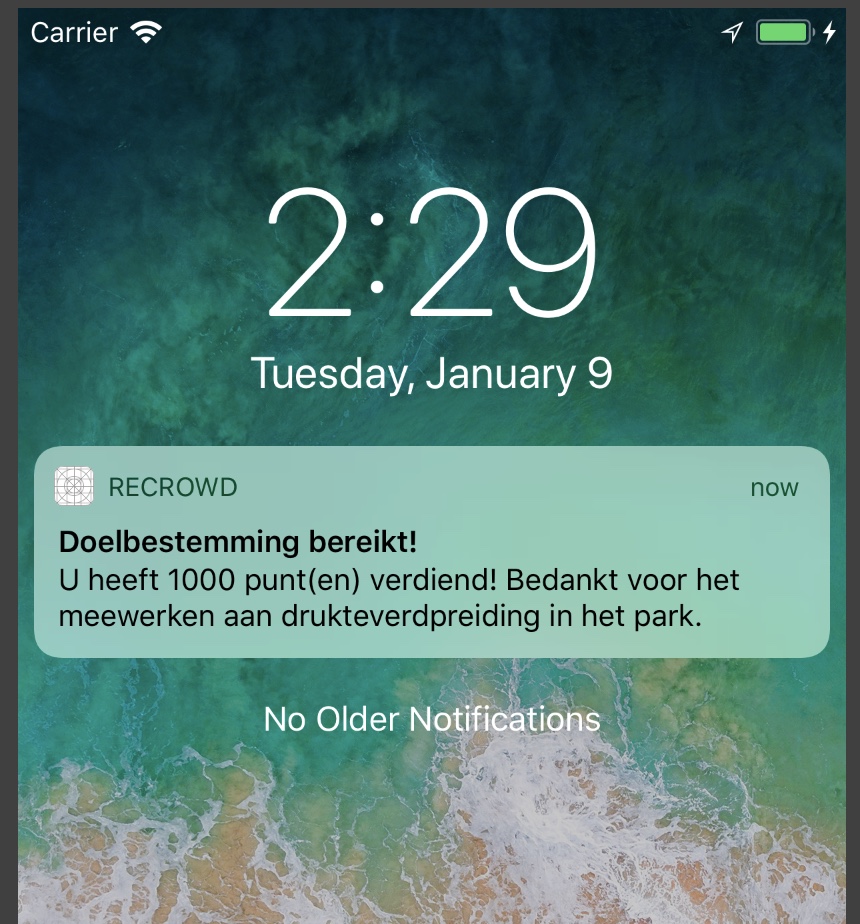 Carrier
2:29
Tuesday, January 9
RECROWD now
Doelbestemming bereikt!
U heeft 1000 punt(en) verdiend! Bedankt voor het
meewerken aan drukteverdpreiding in het park.
No Older Notifications